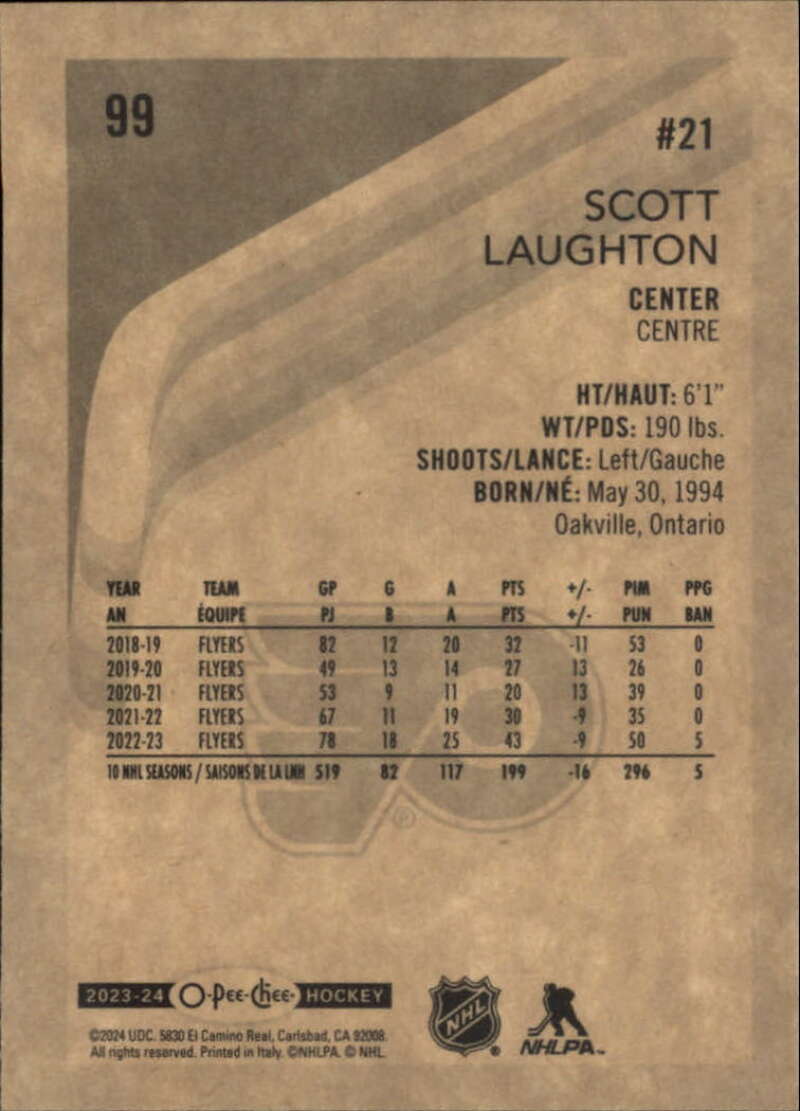 99
#21
SCOTT
LAUGHTON
CENTER
CENTRE
HT/HAUT: 6'1"
WT/PDS: 190 lbs.
SHOOTS/LANCE: Left/Gauche
BORN/NÉ: May 30, 1994
Oakville, Ontario
YEAR TEAM GP G A PTS +/- PIM PPG
AN ÉQUIPE PJ B A PTS +/- PUN BAN
2018-19 FLYERS 82 12 20 32 -11 53 0
2019-20 FLYERS 49 13 14 27 13 26 0
2020-21 FLYERS 53 9 11 20 13 39 0
2021-22 FLYERS 67 11 19 30 -9 35 0
2022-23 FLYERS 78 18 25 43 -9 50 5
10 NHL SEASONS / SAISONS DE LA LNH 519 82 117 199 -16 296 5
2023-24 O-Pee-Chee HOCKEY
©2024 UDC. 5830 El Camino Real, Carlsbad, CA 92008.
All rights reserved. Printed in Italy. ©NHLPA. © NHL.
NHL
NHLPA